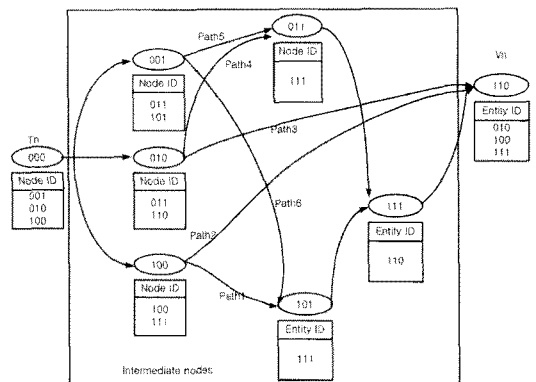 Path5
011
Node ID
111
001
Node ID
011
101
Path4
Vn
110
Entity ID
010
100
111
Tn
000
Node ID
001
010
100
010
Node ID
011
110
Path3
Path2
Path6
111
Entity ID
110
100
Node ID
100
111
Path1
101
Entity ID
111
Intermediate nodes